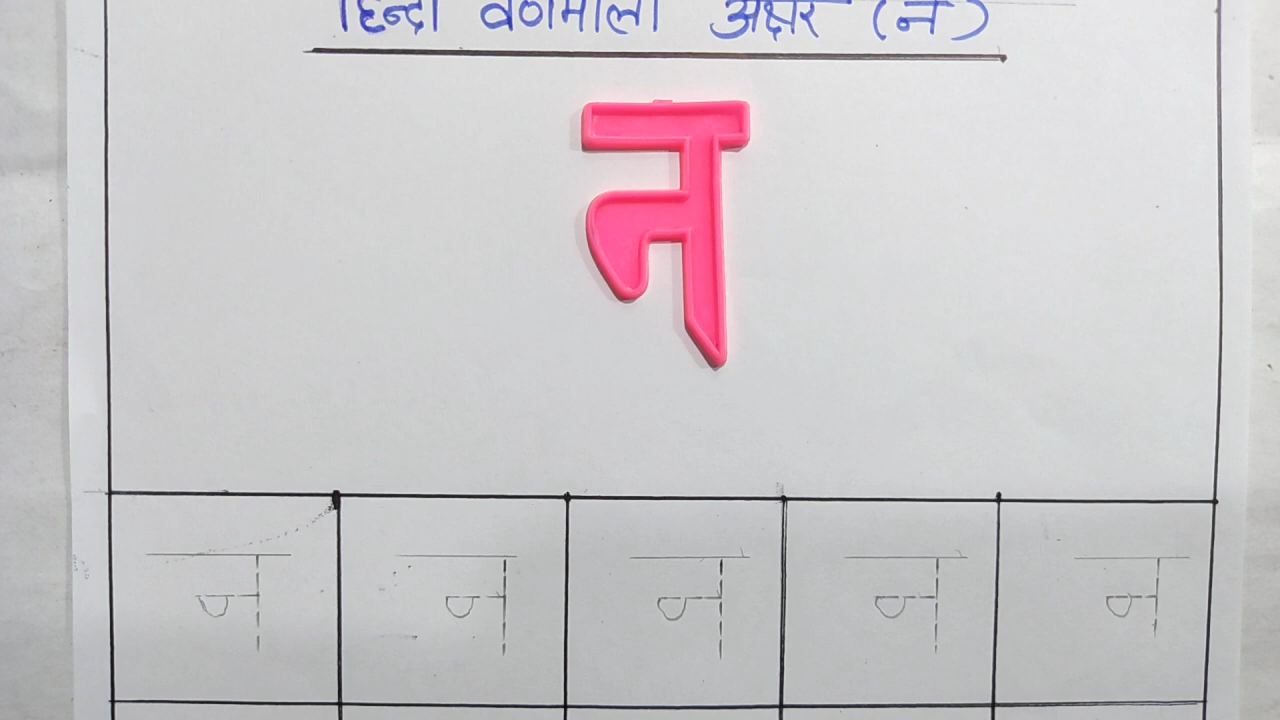 हिन्दी वर्णमाला अक्षर (न)
न
न न न न न